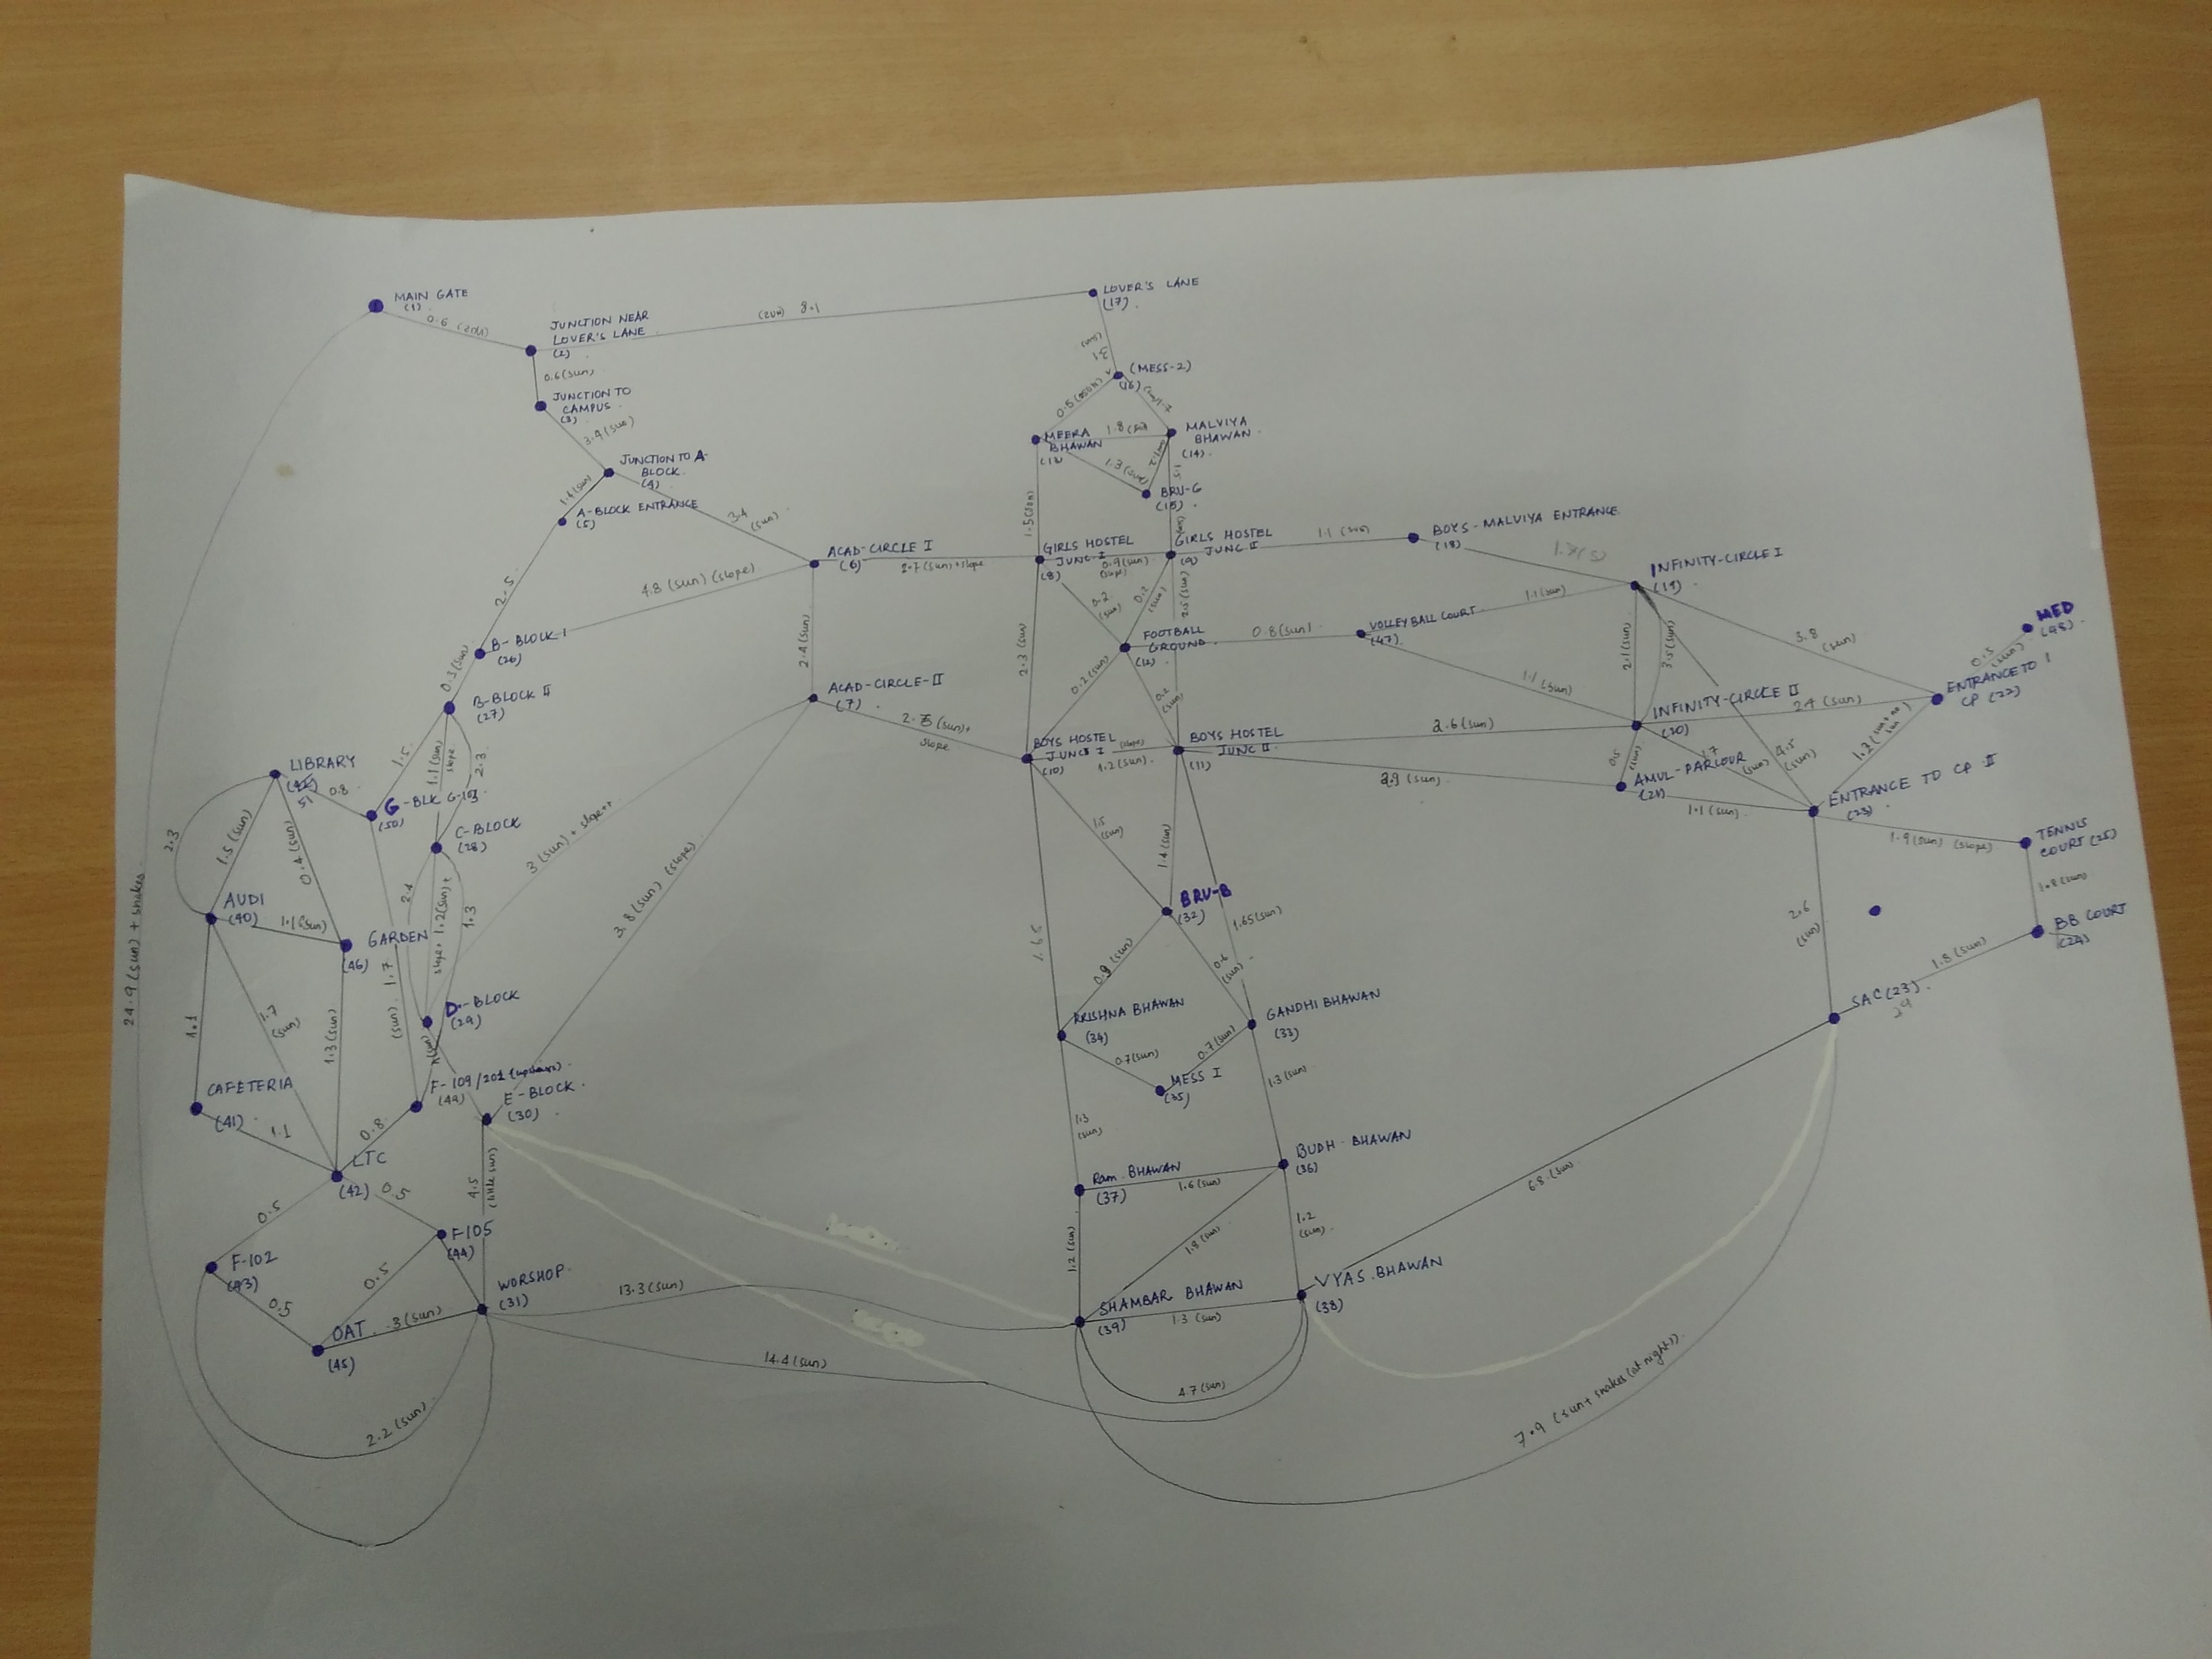 MAIN GATE
(1)
0.6 (sun)
JUNCTION NEAR
LOVER'S LANE
(2)
(sun) 8.1
LOVER'S LANE
(17)
0.6 (sun)
JUNCTION TO
CAMPUS
(3)
3.4 (sun)
(sun)
(MESS-2)
(16)
0.5 (sun)
JUNCTION TO A-
BLOCK
(4)
1.4 (sun)
A-BLOCK ENTRANCE
(5)
3.4
(sun)
MEERA
BHAWAN
(13)
1.8
MALVIYA
BHAWAN
(14)
1.3 (sun)
BRU-G
(15)
1.5 (sun)
2.5
ACAD-CIRCLE I
(6)
2.7 (sun) + slope
GIRLS HOSTEL
JUNC-I
(8)
0.9 (sun)
(slope)
GIRLS HOSTEL
JUNC II
(9)
1.1 (sun)
BOYS-MALVIYA ENTRANCE
(18)
INFINITY-CIRCLE I
(19)
4.8 (sun) (slope)
B-BLOCK I
(26)
0.3 (sun)
B-BLOCK II
(27)
2.4 (sun)
2.3 (sun)
0.2
(sun)
0.2
(sun)
2.5 (sun)
FOOTBALL
GROUND
(12)
0.8 (sun)
VOLLEYBALL COURT
(47)
1.1 (sun)
1.1 (sun)
2.1 (sun)
3.5 (sun)
3.8
(sun)
MED
(48)
0.5
(sun)
ENTRANCE TO I
CP (22)
ACAD-CIRCLE-II
(7)
2.75 (sun)+
slope
0.2 (sun)
0.2
(sun)
BOYS HOSTEL
JUNC I
(10)
(slope)
1.2 (sun)
BOYS HOSTEL
JUNC II
(11)
2.6 (sun)
INFINITY-CIRCLE II
(20)
2.4 (sun)
0.5
(sun)
1.7
(sun)
(sun)
1.2
2.9 (sun)
AMUL-PARLOUR
(21)
1.1 (sun)
ENTRANCE TO CP II
(23)
1.9 (sun) (slope)
TENNIS
COURT (25)
1.8 (sun)
BB COURT
(24)
LIBRARY
51
0.8
1.5
1.1 (sun)
slope
2.3
G-BLK G-103
(50)
C-BLOCK
(28)
2.3
1.5 (sun)
0.4 (sun)
AUDI
(40)
1.1 (sun)
GARDEN
(46)
2.4
slope 1.2 (sun) +
1.3
3 (sun) + slope++
3.8 (sun) (slope)
1.5
(sun)
1.4 (sun)
BRU-B
(32)
1.65 (sun)
1.65
0.9 (sun)
0.6
(sun)
2.6
(sun)
SAC (23)
29
1.8 (sun)
24.9 (sun) + snakes
1.1
1.7
(sun)
1.3 (sun)
(sun) 1.7
D-BLOCK
(29)
F-109/202 (upstairs)
(49)
E-BLOCK
(30)
KRISHNA BHAWAN
(34)
GANDHI BHAWAN
(33)
0.7 (sun)
0.7 (sun)
MESS I
(35)
1.3 (sun)
CAFETERIA
(41)
1.1
0.8
LTC
(42)
0.5
0.5
4.5
(little sun)
1.3
(sun)
Ram BHAWAN
(37)
1.6 (sun)
BUDH-BHAWAN
(36)
1.2
(sun)
1.8 (sun)
1.2 (sun)
6.8 (sun)
F-102
(43)
F-105
(44)
0.5
0.5
OAT
(45)
3 (sun)
WORSHOP
(31)
13.3 (sun)
SHAMBAR BHAWAN
(39)
1.3 (sun)
VYAS BHAWAN
(38)
14.4 (sun)
4.7 (sun)
2.2 (sun)
7.9 (sun + snakes (at night))